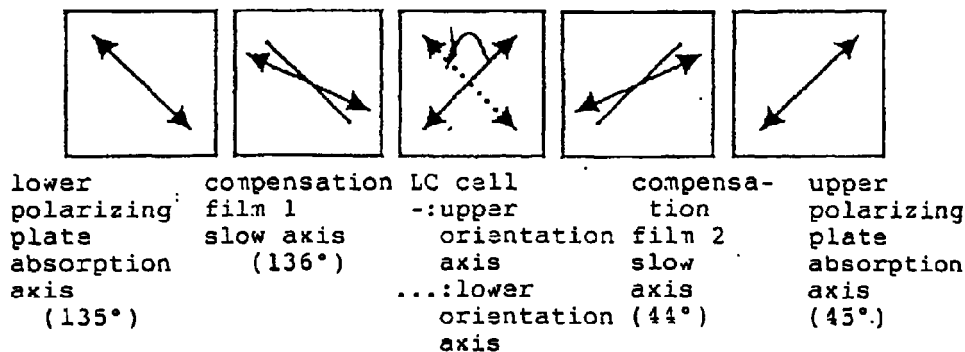 lower
polarizing
plate
absorption
axis
(135°)
compensation
film 1
slow axis
(136°)
LC cell
-:upper
orientation
axis
...:lower
orientation
axis
compensa-
tion
film 2
slow
axis
(44°)
upper
polarizing
plate
absorption
axis
(45°)